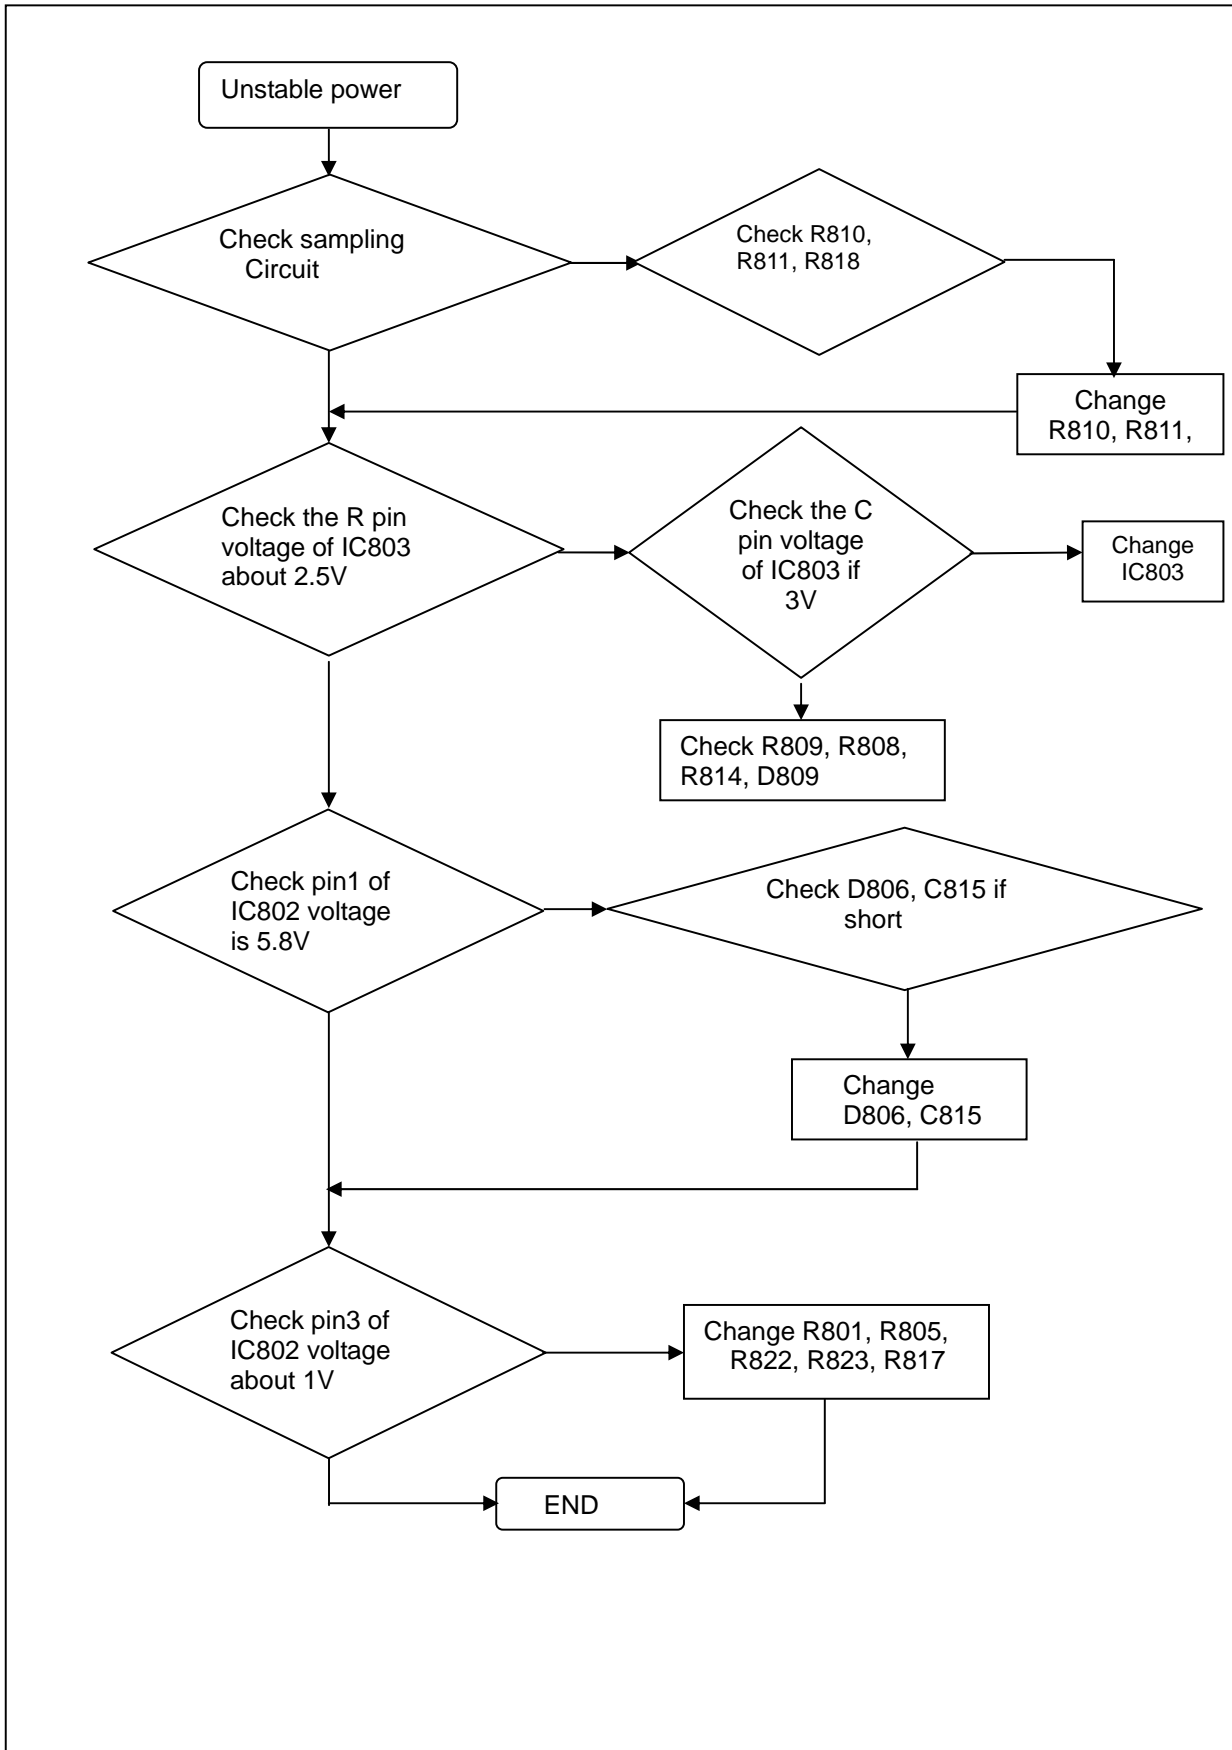 Unstable power
Check sampling
Circuit
Check R810,
R811, R818
Change
R810, R811,
Check the R pin
voltage of IC803
about 2.5V
Check the C
pin voltage
of IC803 if
3V
Change
IC803
Check R809, R808,
R814, D809
Check pin1 of
IC802 voltage
is 5.8V
Check D806, C815 if
short
Change
D806, C815
Check pin3 of
IC802 voltage
about 1V
Change R801, R805,
R822, R823, R817
END